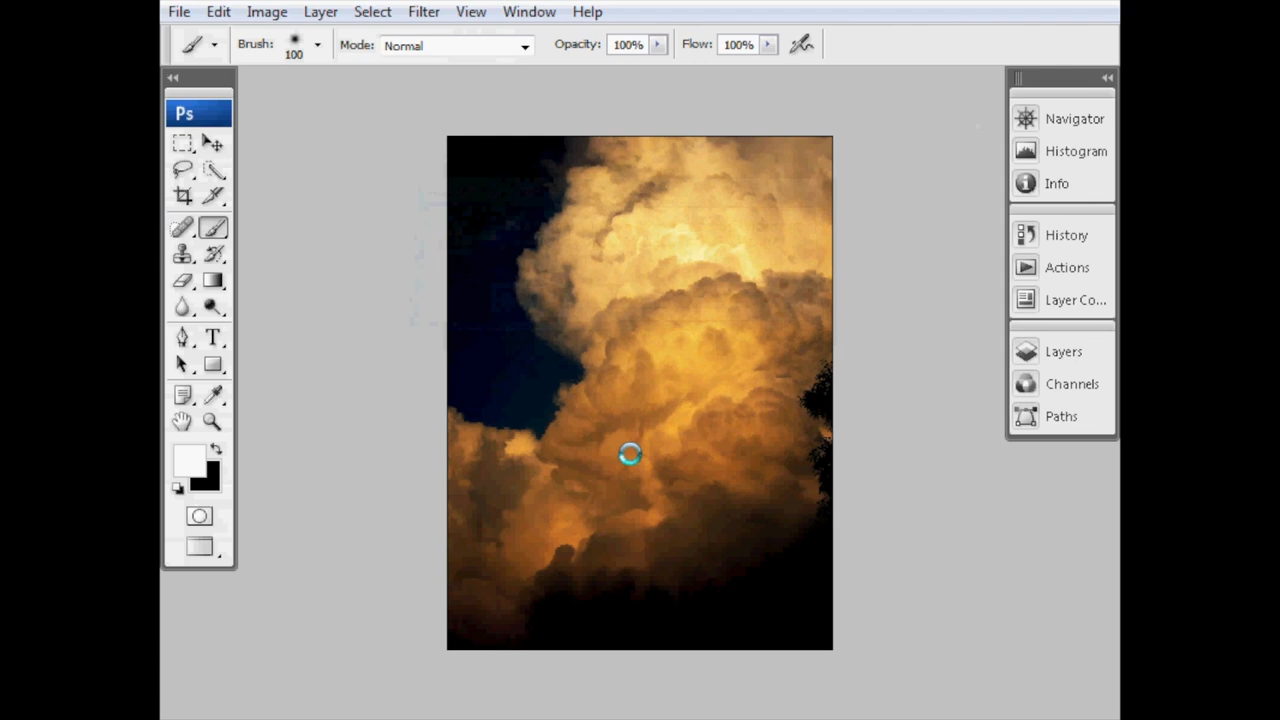 File Edit Image Layer Select Filter View Window Help
Brush: 100 Mode: Normal Opacity: 100% Flow: 100%
Ps
T
Navigator
Histogram
Info
History
Actions
Layer Co...
Layers
Channels
Paths